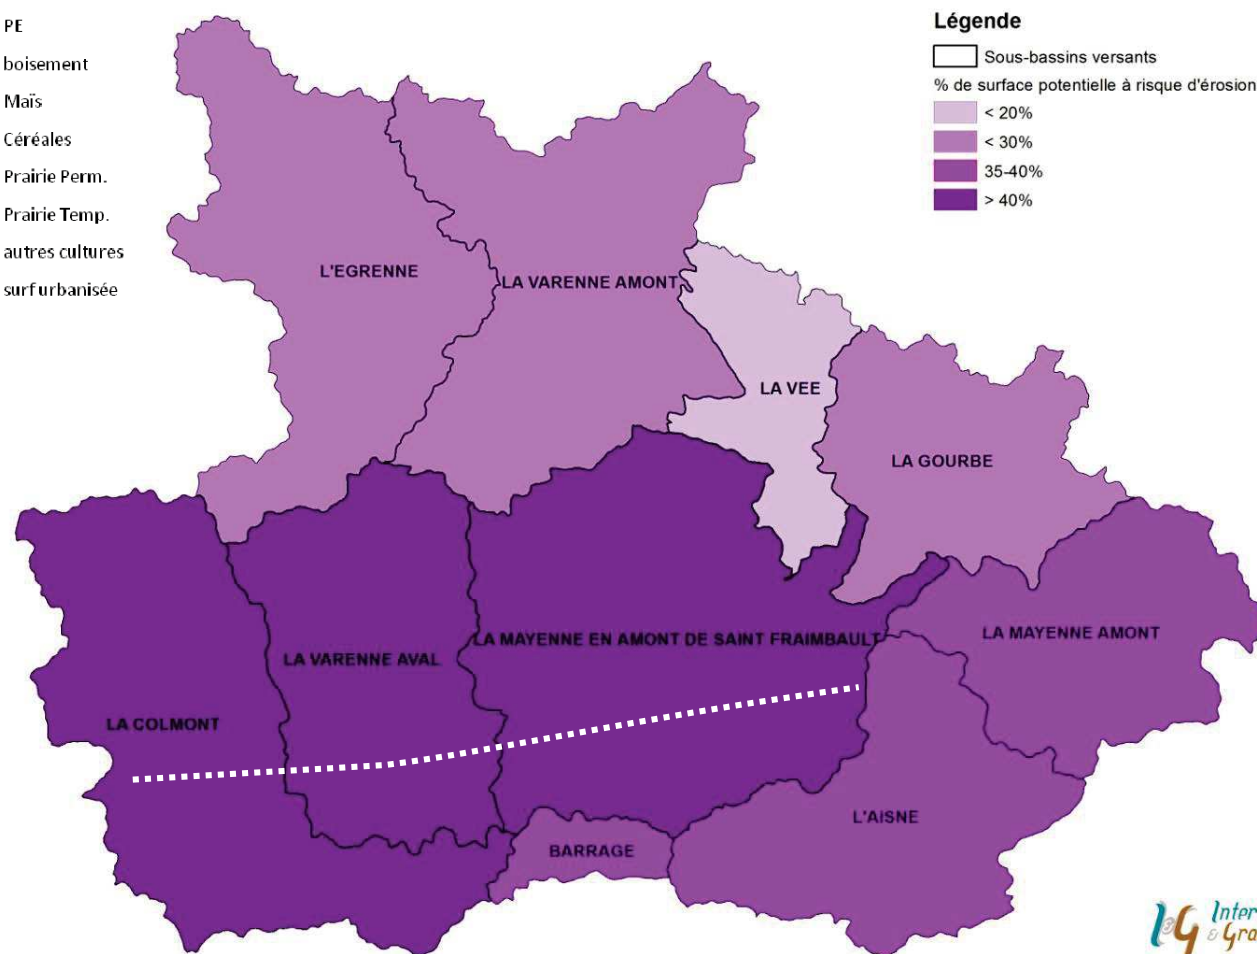 PE
boisement
Maïs
Céréales
Prairie Perm.
Prairie Temp.
autres cultures
surf urbanisée
Légende
Sous-bassins versants
% de surface potentielle à risque d'érosion
< 20%
< 30%
35-40%
> 40%
L'EGRENNE
LA VARENNE AMONT
LA VEE
LA GOURBE
LA MAYENNE AMONT
LA MAYENNE EN AMONT DE SAINT FRAIMBAULT
LA VARENNE AVAL
LA COLMONT
L'AISNE
BARRAGE
Inter
& Gra